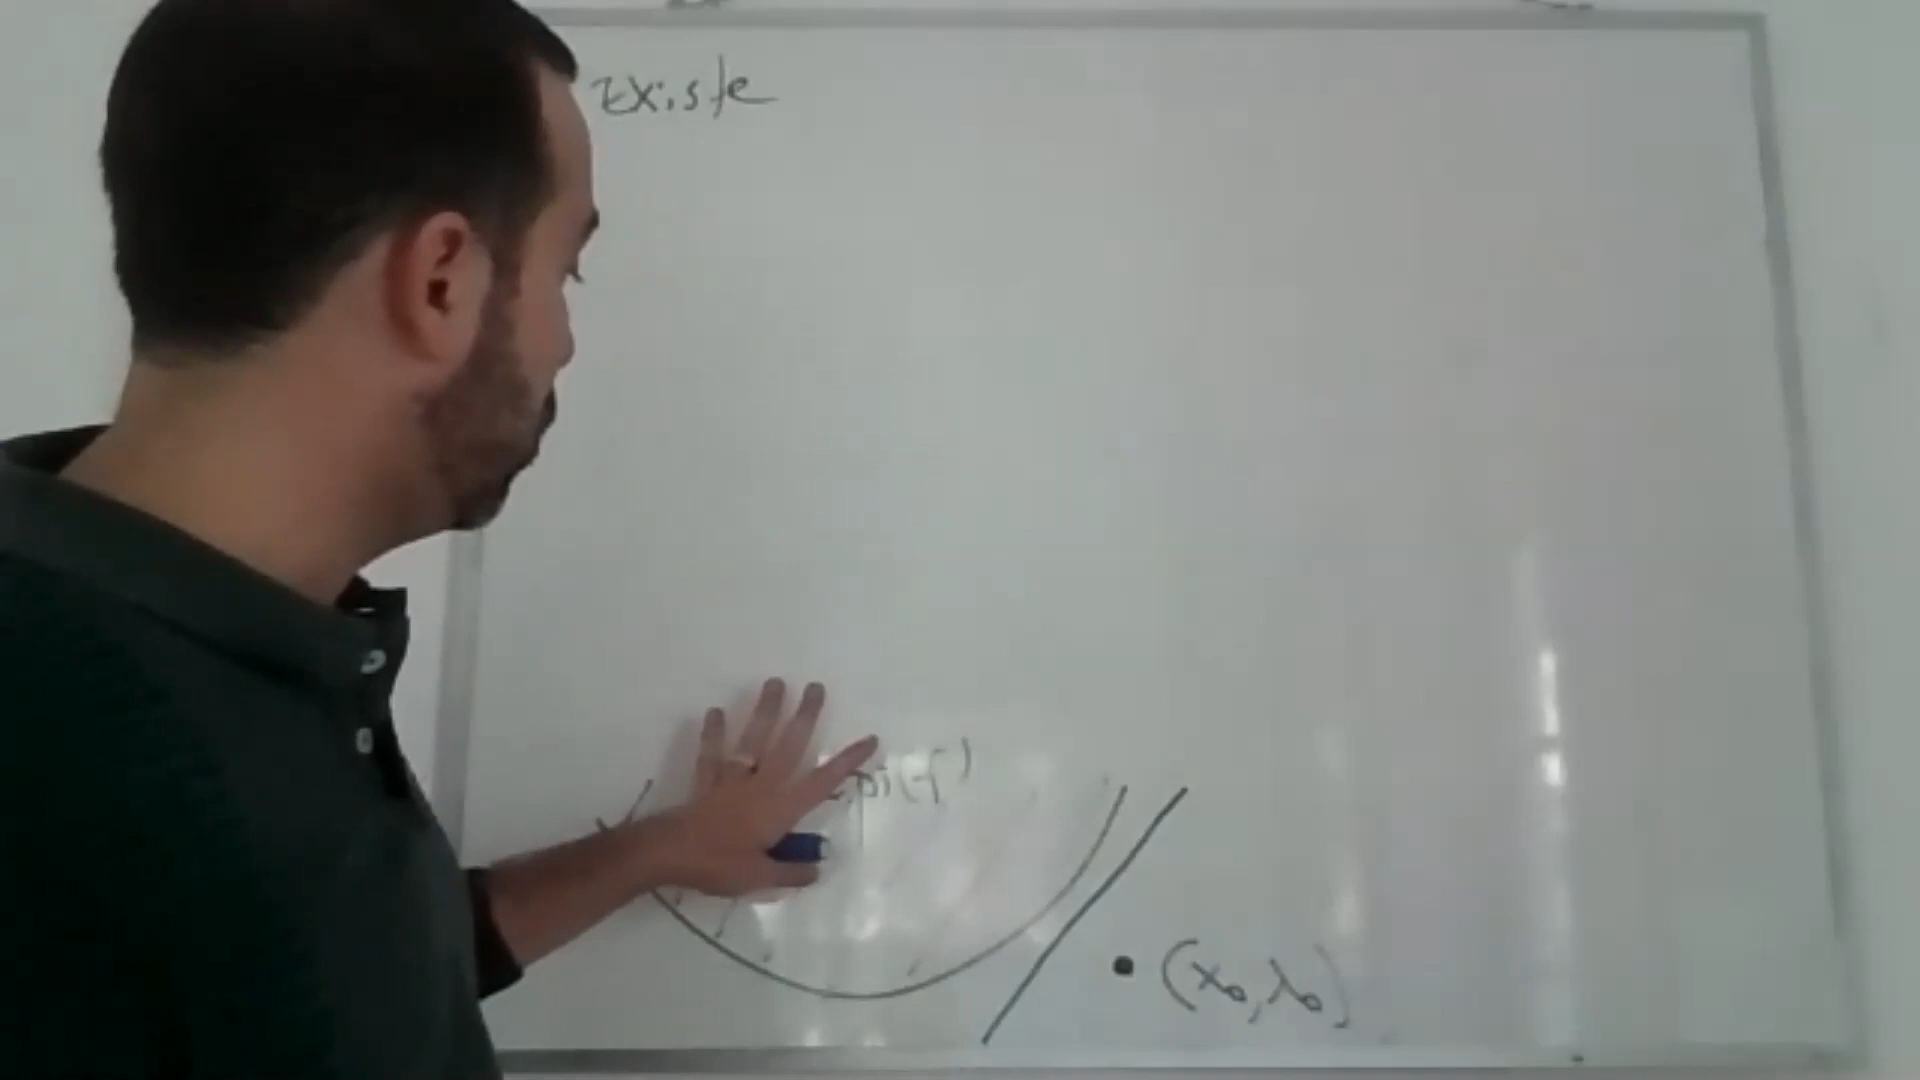 Existe
epi(f)
(x₀, λ₀)